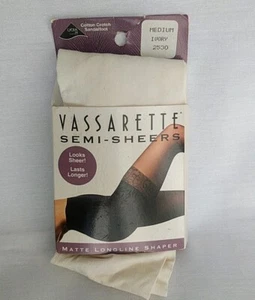 Cotton Crotch
Sandalfoot
MEDIUM
IVORY
VASSARETTE
SEMI-SHEERS
Looks
Sheer!
Lasts
Longer!
MATTE LONGLINE SHAPER